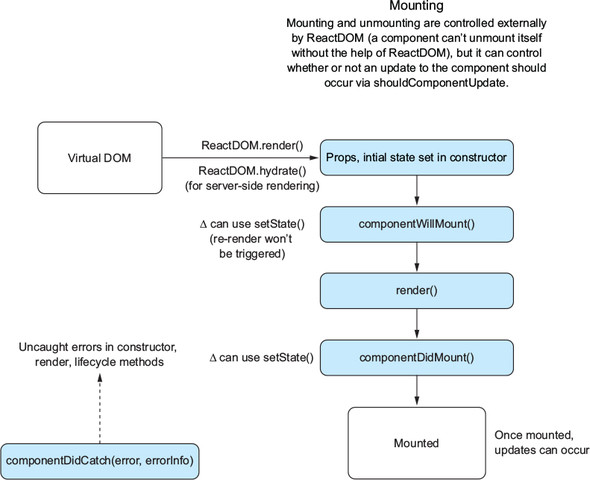 Mounting
Mounting and unmounting are controlled externally
by ReactDOM (a component can't unmount itself
without the help of ReactDOM), but it can control
whether or not an update to the component should
occur via shouldComponentUpdate.
Virtual DOM
ReactDOM.render()
ReactDOM.hydrate()
(for server-side rendering)
Props, intial state set in constructor
Δ can use setState()
(re-render won't
be triggered)
componentWillMount()
render()
Uncaught errors in constructor,
render, lifecycle methods
Δ can use setState()
componentDidMount()
componentDidCatch(error, errorInfo)
Mounted
Once mounted,
updates can occur